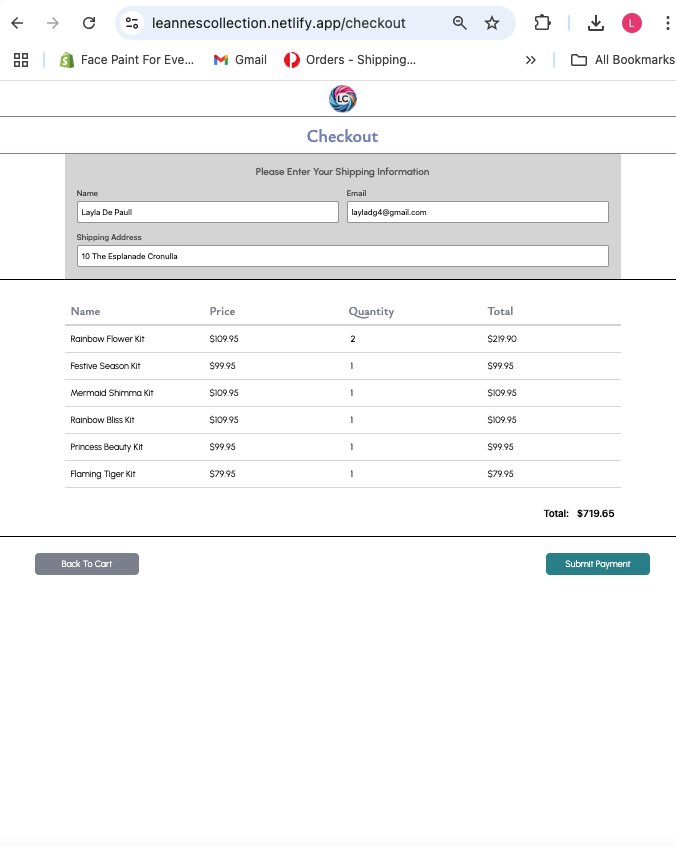 leannescollection.netlify.app/checkout
L
Face Paint For Eve... Gmail Orders - Shipping... » All Bookmarks
LC
Checkout
Please Enter Your Shipping Information
Name Email
Layla De Paull layladg4@gmail.com
Shipping Address
10 The Esplanade Cronulla
Name Price Quantity Total
Rainbow Flower Kit $109.95 2 $219.90
Festive Season Kit $99.95 1 $99.95
Mermaid Shimma Kit $109.95 1 $109.95
Rainbow Bliss Kit $109.95 1 $109.95
Princess Beauty Kit $99.95 1 $99.95
Flaming Tiger Kit $79.95 1 $79.95
Total: $719.65
Back To Cart Submit Payment